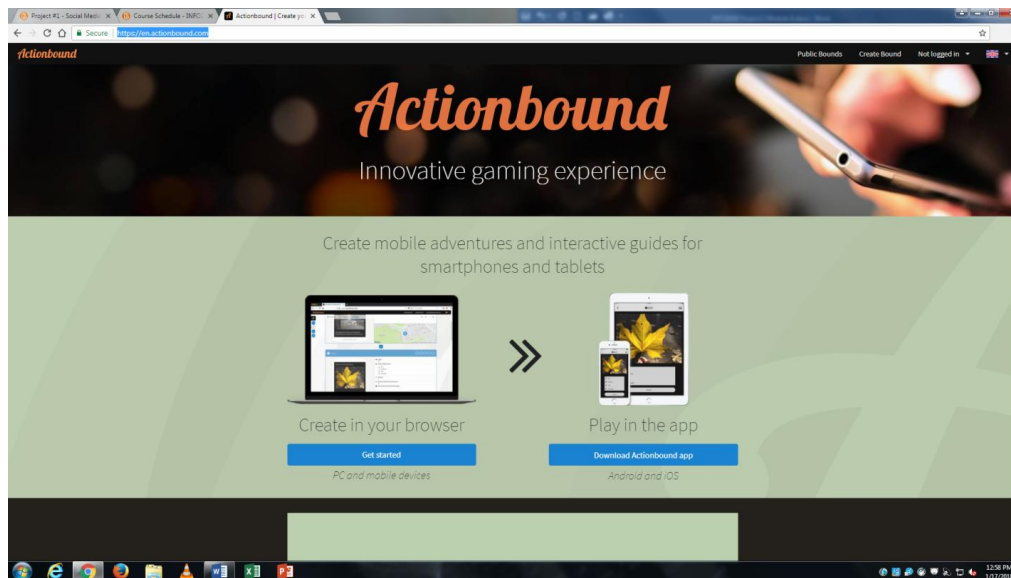 Project #1 - Social Medi
Course Schedule - INFO
Actionbound | Create yo
Secure
https://en.actionbound.com
Actionbound
Public Bounds
Create Bound
Not logged in
Actionbound
Innovative gaming experience
Create mobile adventures and interactive guides for
smartphones and tablets
Create in your browser
Play in the app
Get started
Download Actionbound app
PC and mobile devices
Android and iOS
12:58 PM